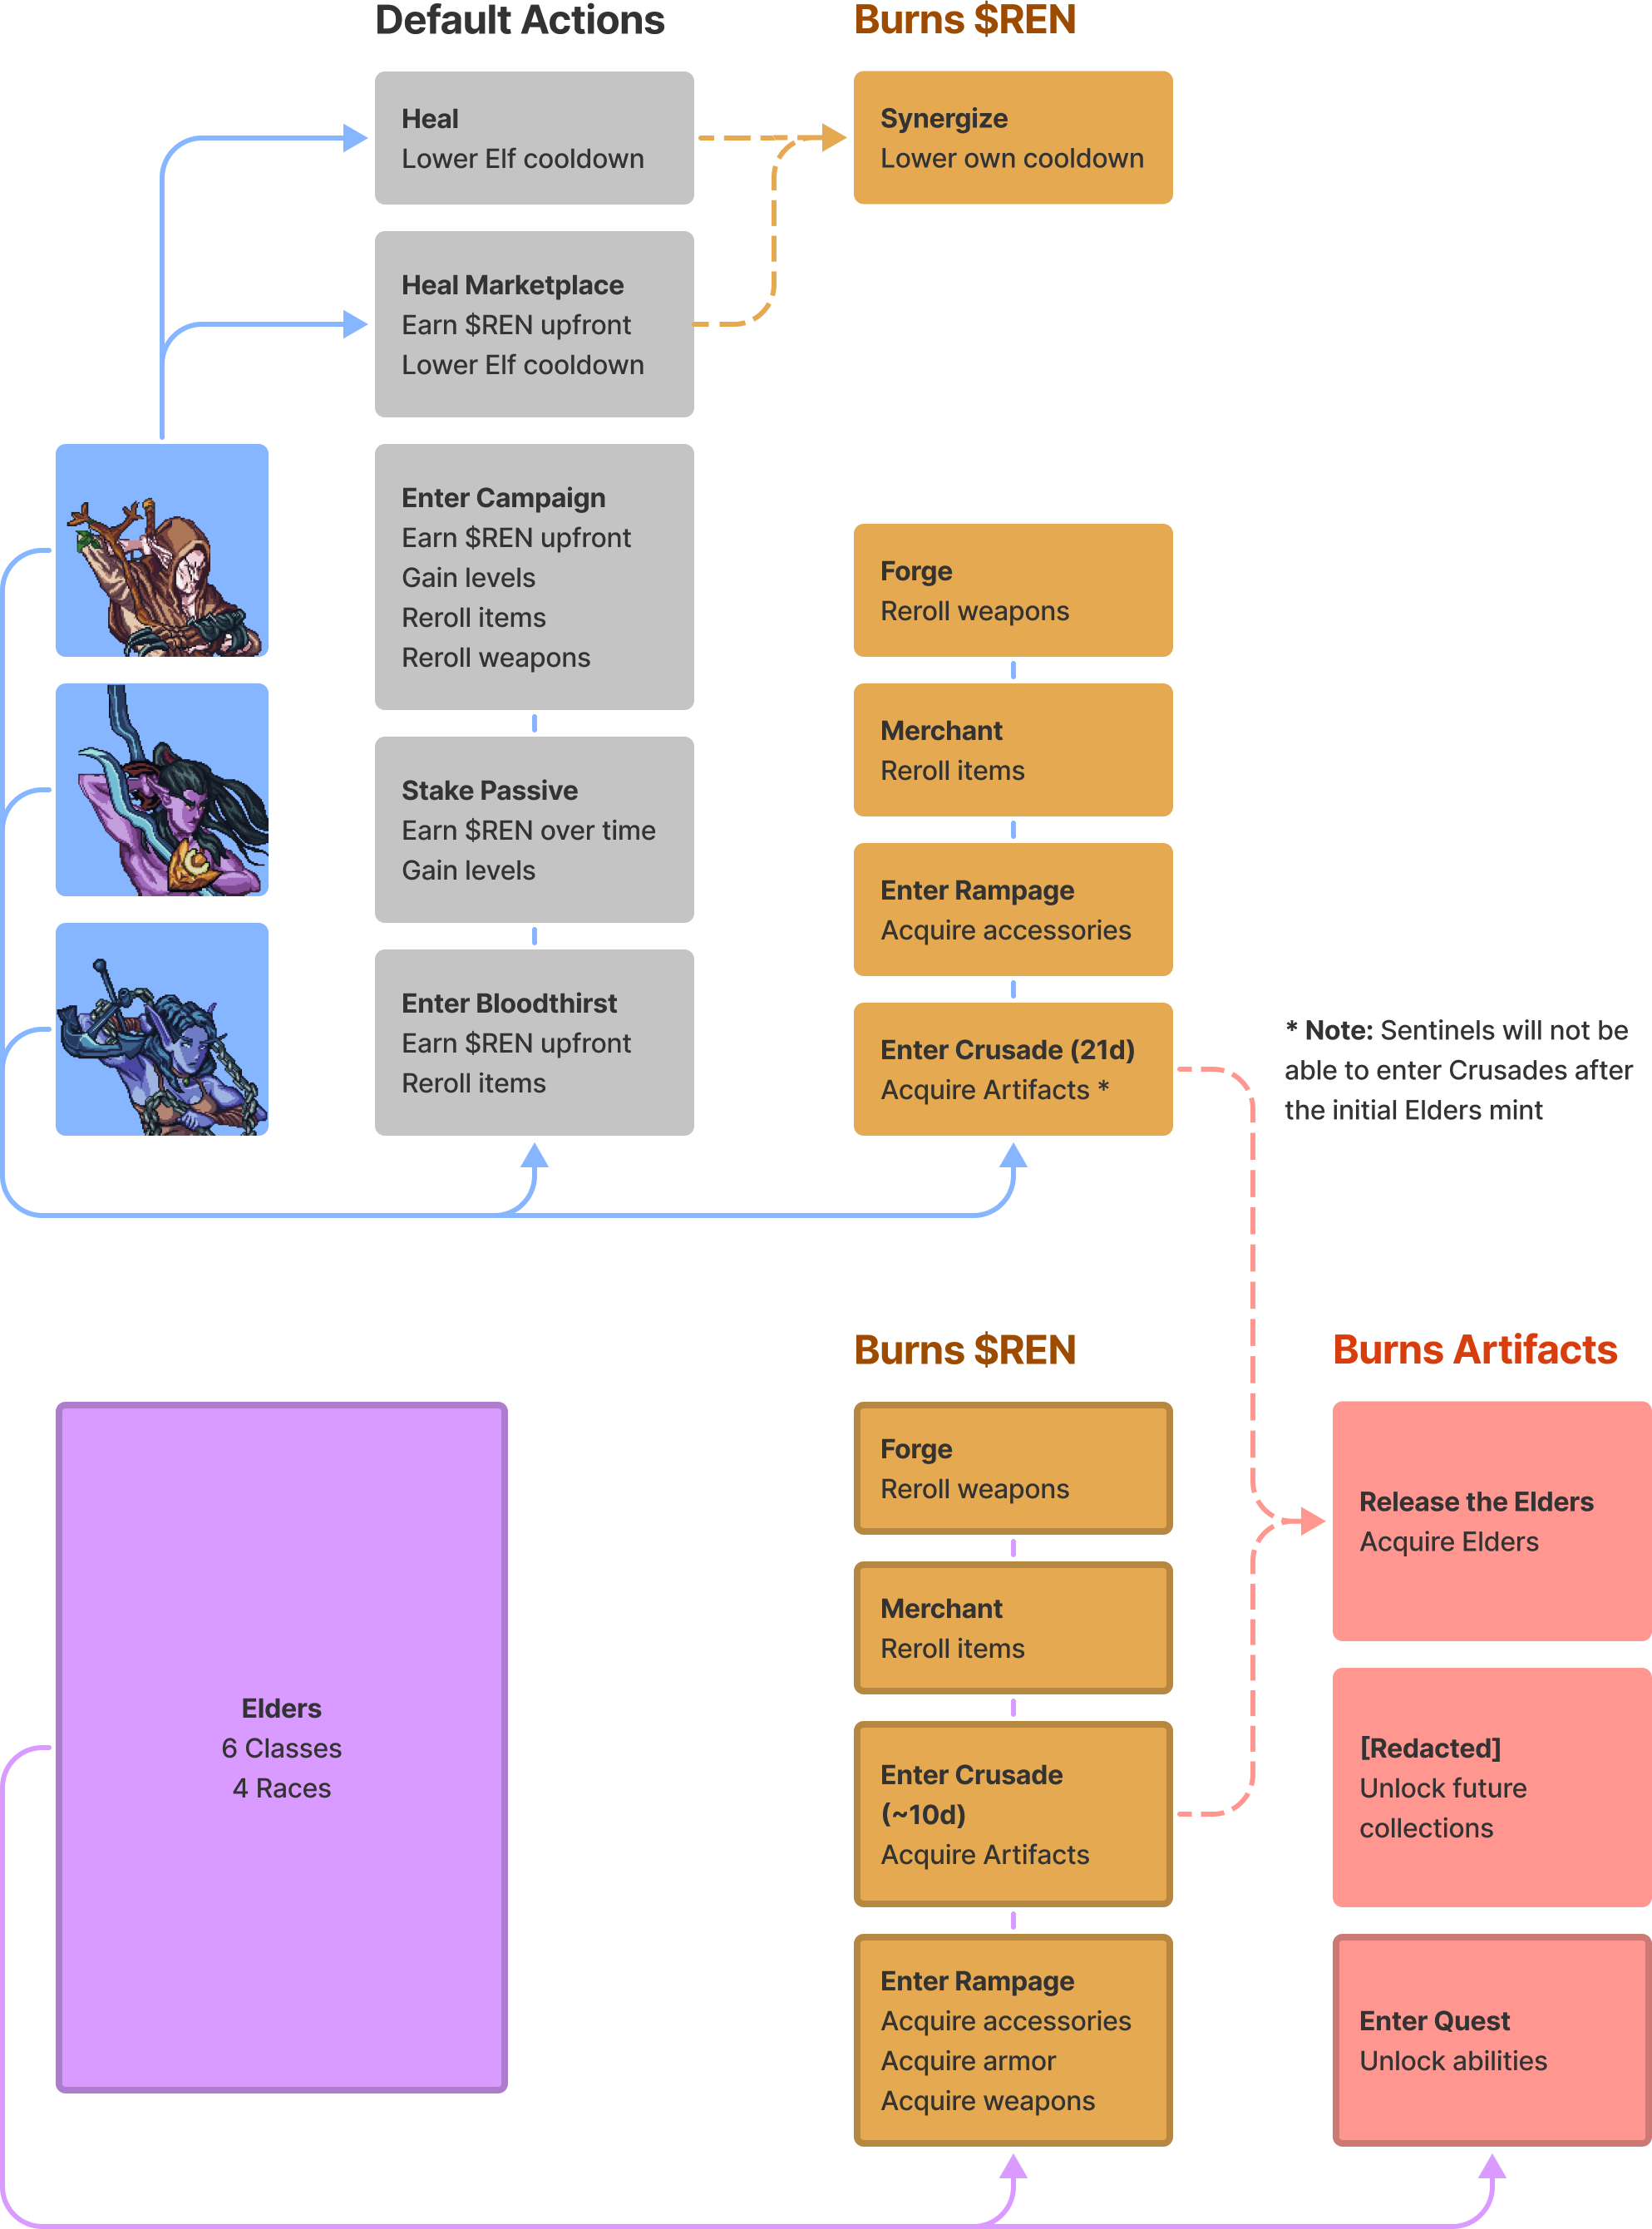 Default Actions
Burns $REN
Heal
Lower Elf cooldown
Synergize
Lower own cooldown
Heal Marketplace
Earn $REN upfront
Lower Elf cooldown
Enter Campaign
Earn $REN upfront
Gain levels
Reroll items
Reroll weapons
Stake Passive
Earn $REN over time
Gain levels
Enter Bloodthirst
Earn $REN upfront
Reroll items
Forge
Reroll weapons
Merchant
Reroll items
Enter Rampage
Acquire accessories
Enter Crusade (21d)
Acquire Artifacts *
* Note: Sentinels will not be
able to enter Crusades after
the initial Elders mint
Burns $REN
Burns Artifacts
Elders
6 Classes
4 Races
Forge
Reroll weapons
Merchant
Reroll items
Enter Crusade
(~10d)
Acquire Artifacts
Enter Rampage
Acquire accessories
Acquire armor
Acquire weapons
Release the Elders
Acquire Elders
[Redacted]
Unlock future
collections
Enter Quest
Unlock abilities